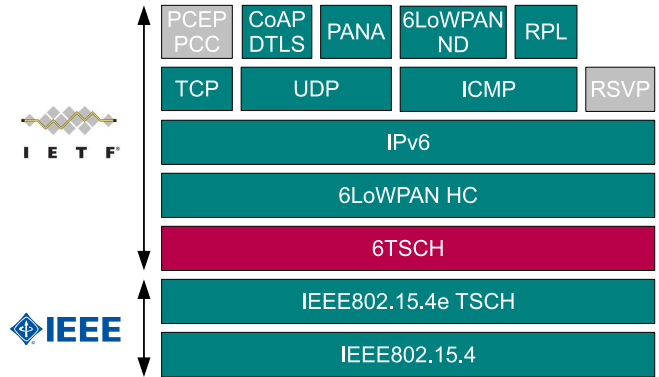 PCEP
PCC
CoAP
DTLS
PANA
6LoWPAN
ND
RPL
TCP
UDP
ICMP
RSVP
IETF®
IPv6
6LoWPAN HC
6TSCH
IEEE802.15.4e TSCH
IEEE
IEEE802.15.4